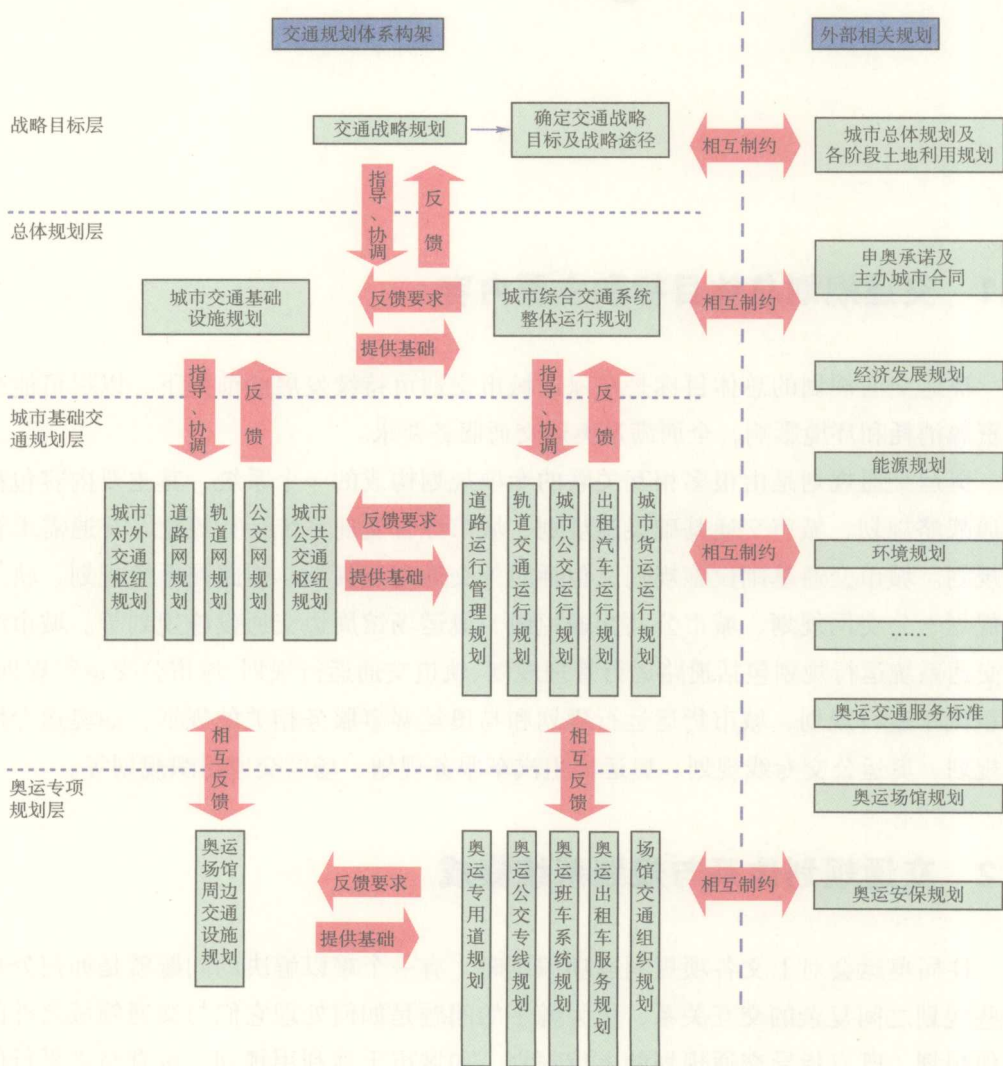 交通规划体系构架
外部相关规划
战略目标层
交通战略规划
确定交通战略
目标及战略途径
相互制约
城市总体规划及
各阶段土地利用规划
指导、协调
反馈
总体规划层
城市交通基础
设施规划
反馈要求
提供基础
城市综合交通系统
整体运行规划
相互制约
申奥承诺及
主办城市合同
经济发展规划
指导、协调
反馈
指导、协调
反馈
城市基础交
通规划层
能源规划
城市对外交通枢纽规划
道路网规划
轨道网规划
公交网规划
城市公共交通枢纽规划
反馈要求
提供基础
道路运行管理规划
轨道交通运行规划
城市公交运行规划
出租汽车运行规划
城市货运运行规划
相互制约
环境规划
……
奥运交通服务标准
相互反馈
相互反馈
奥运专项
规划层
奥运场馆规划
奥运场馆周边交通设施规划
反馈要求
提供基础
奥运专用道规划
奥运公交专线规划
奥运班车系统规划
奥运出租车服务规划
场馆交通组织规划
相互制约
奥运安保规划